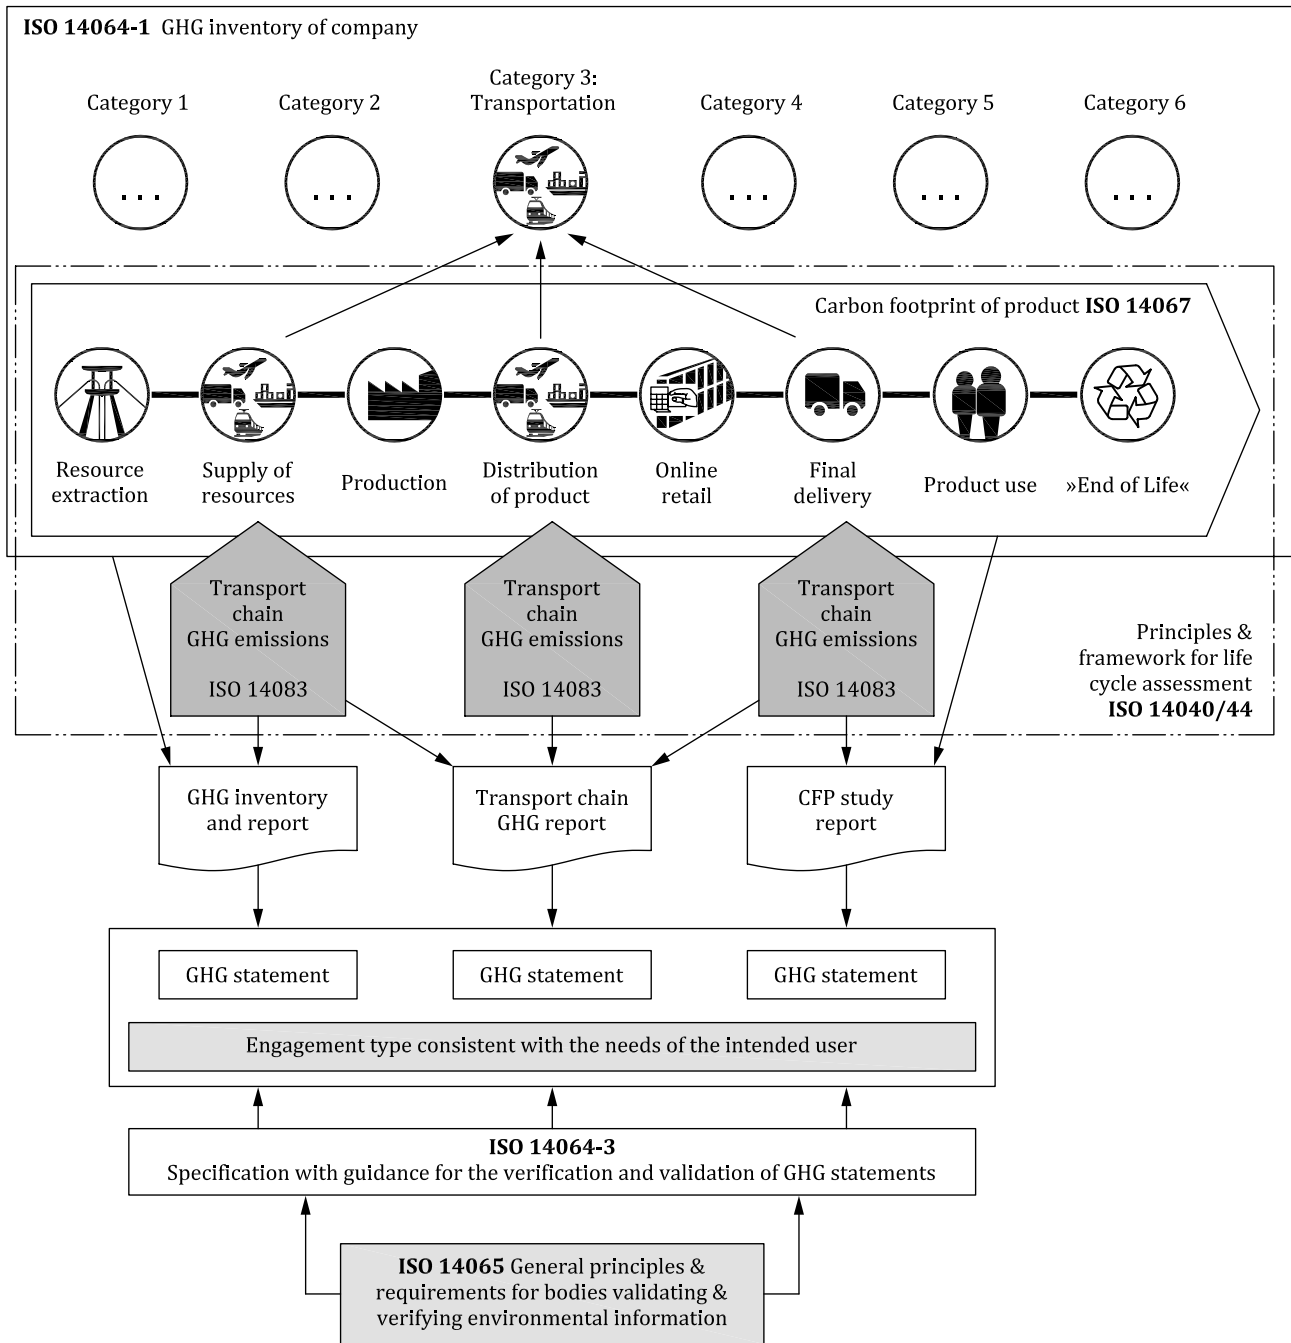 ISO 14064-1 GHG inventory of company
Category 1
Category 2
Category 3:
Transportation
Category 4
Category 5
Category 6
...
...
...
...
...
Carbon footprint of product ISO 14067
Resource
extraction
Supply of
resources
Production
Distribution
of product
Online
retail
Final
delivery
Product use
»End of Life«
Transport
chain
GHG emissions
ISO 14083
Transport
chain
GHG emissions
ISO 14083
Transport
chain
GHG emissions
ISO 14083
Principles &
framework for life
cycle assessment
ISO 14040/44
GHG inventory
and report
Transport chain
GHG report
CFP study
report
GHG statement
GHG statement
GHG statement
Engagement type consistent with the needs of the intended user
ISO 14064-3
Specification with guidance for the verification and validation of GHG statements
ISO 14065 General principles &
requirements for bodies validating &
verifying environmental information